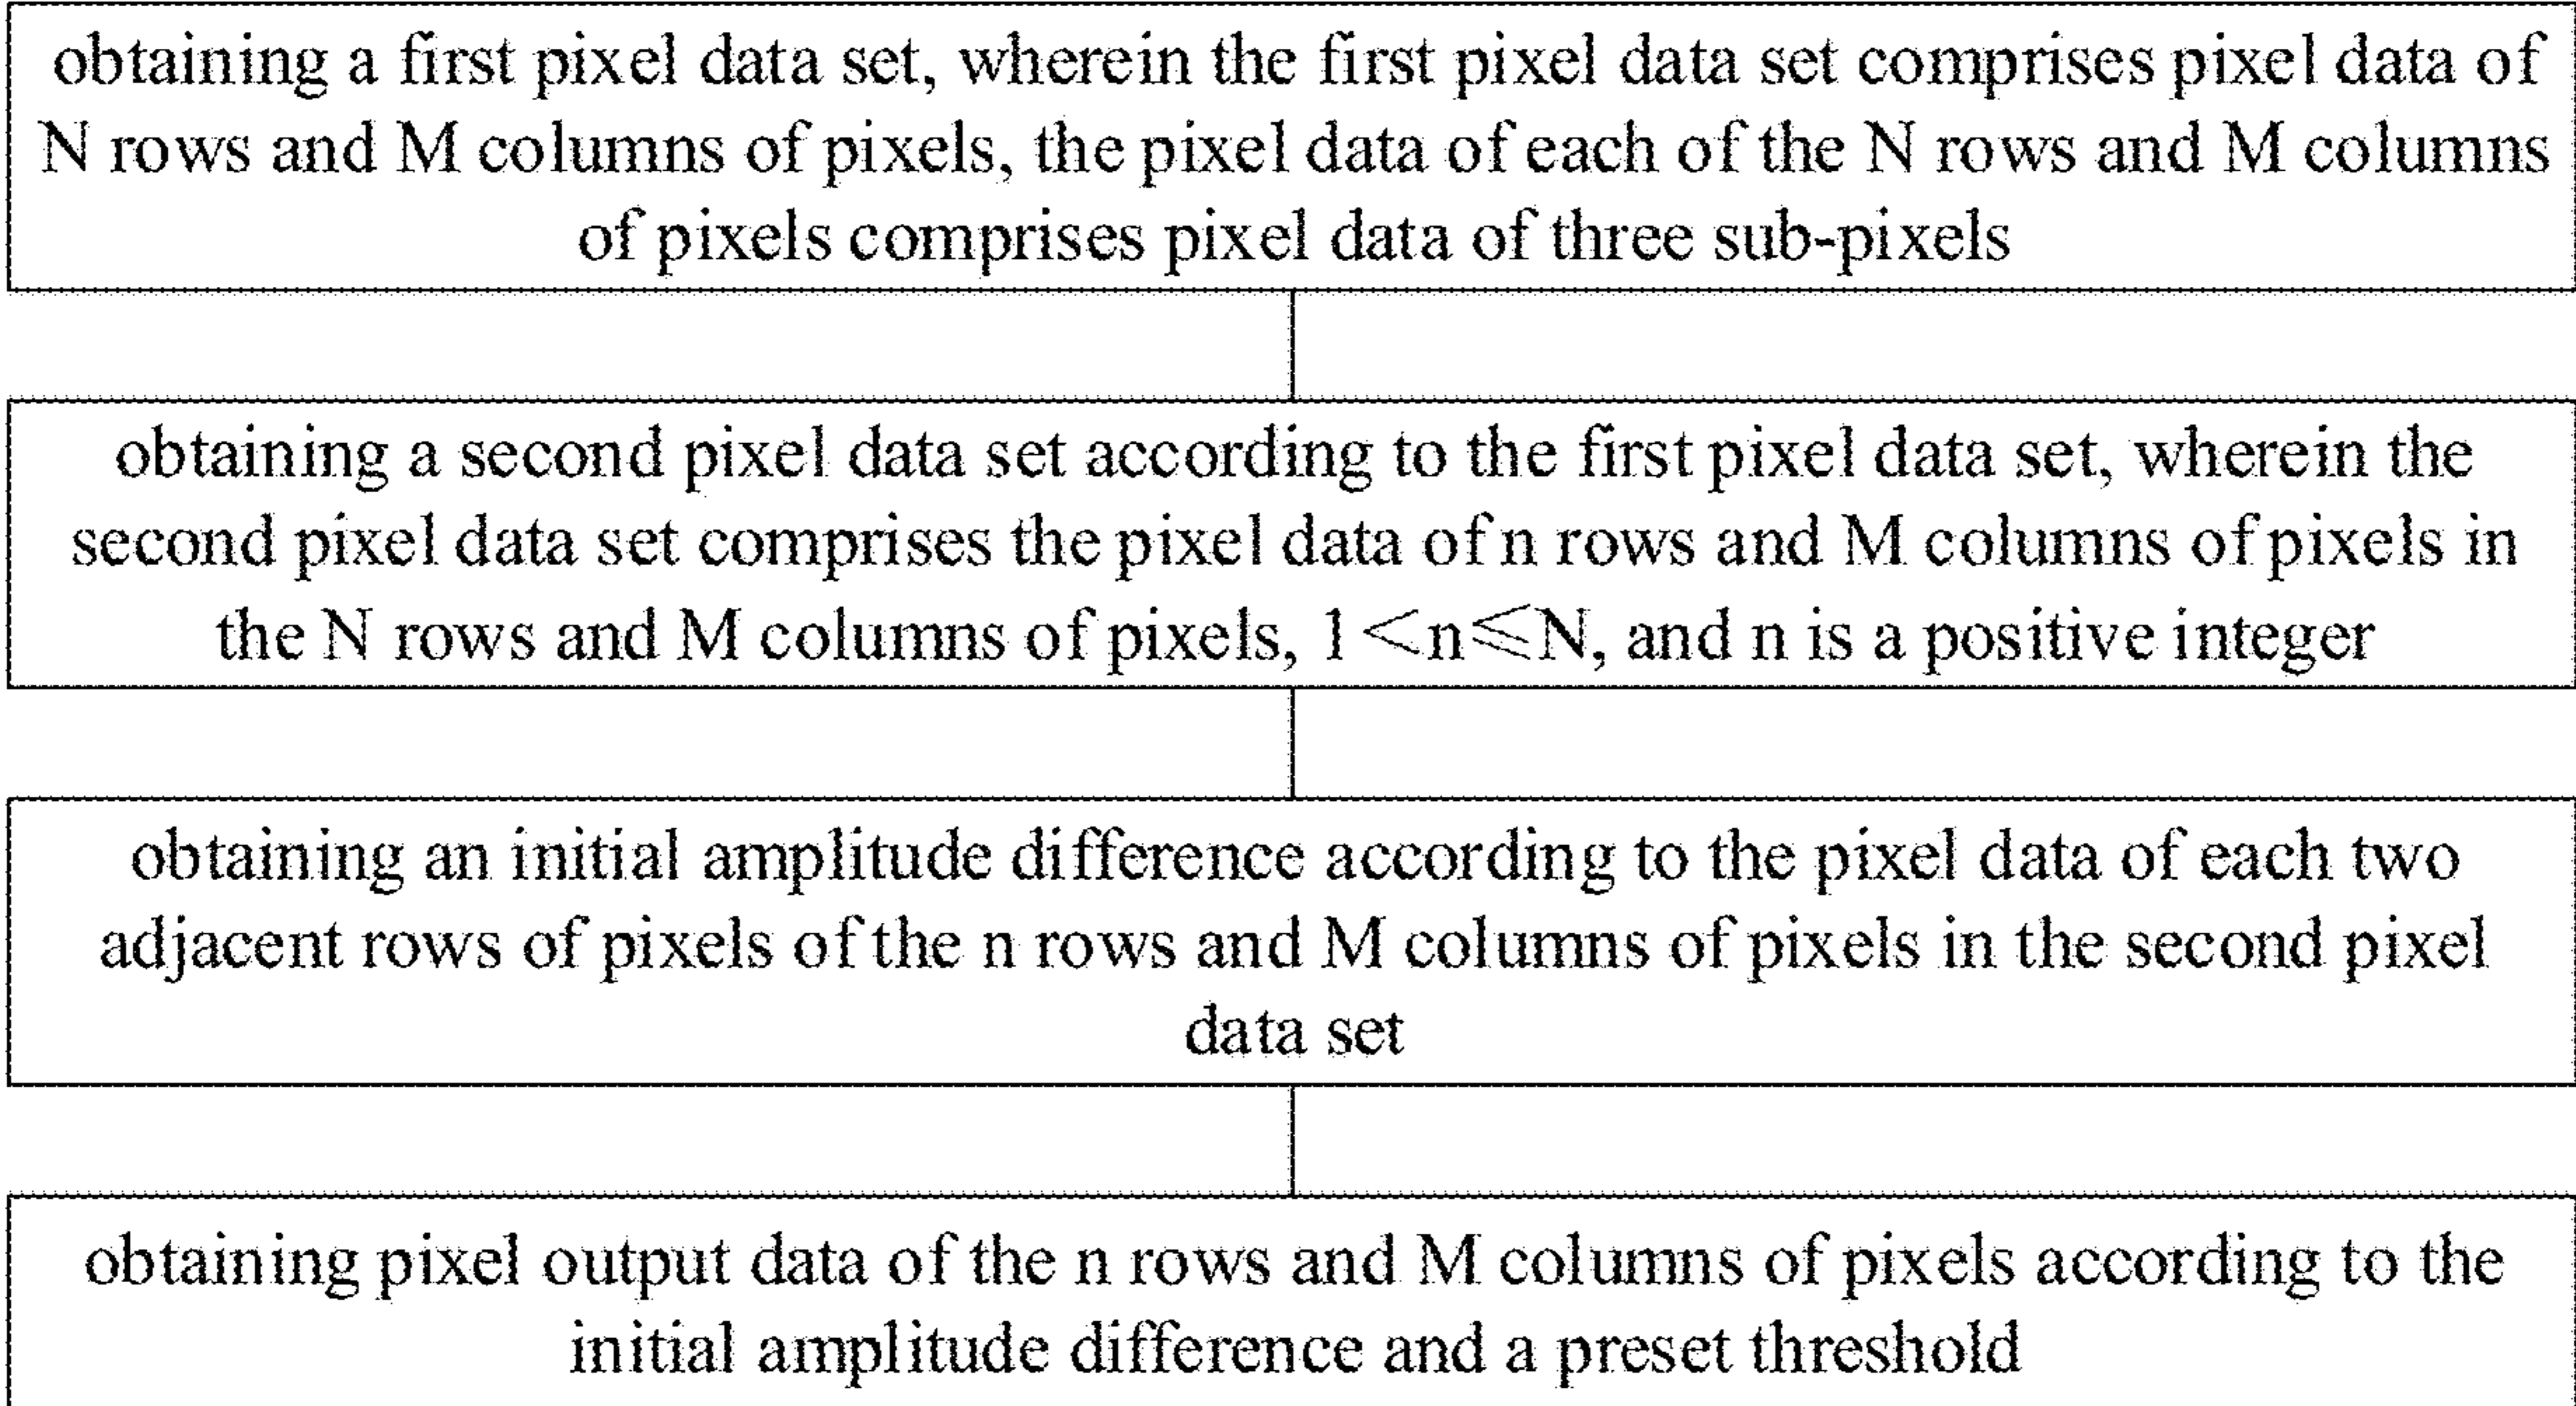 obtaining a first pixel data set, wherein the first pixel data set comprises pixel data of
N rows and M columns of pixels, the pixel data of each of the N rows and M columns
of pixels comprises pixel data of three sub-pixels
obtaining a second pixel data set according to the first pixel data set, wherein the
second pixel data set comprises the pixel data of n rows and M columns of pixels in
the N rows and M columns of pixels, 1<n⩽N, and n is a positive integer
obtaining an initial amplitude difference according to the pixel data of each two
adjacent rows of pixels of the n rows and M columns of pixels in the second pixel
data set
obtaining pixel output data of the n rows and M columns of pixels according to the
initial amplitude difference and a preset threshold